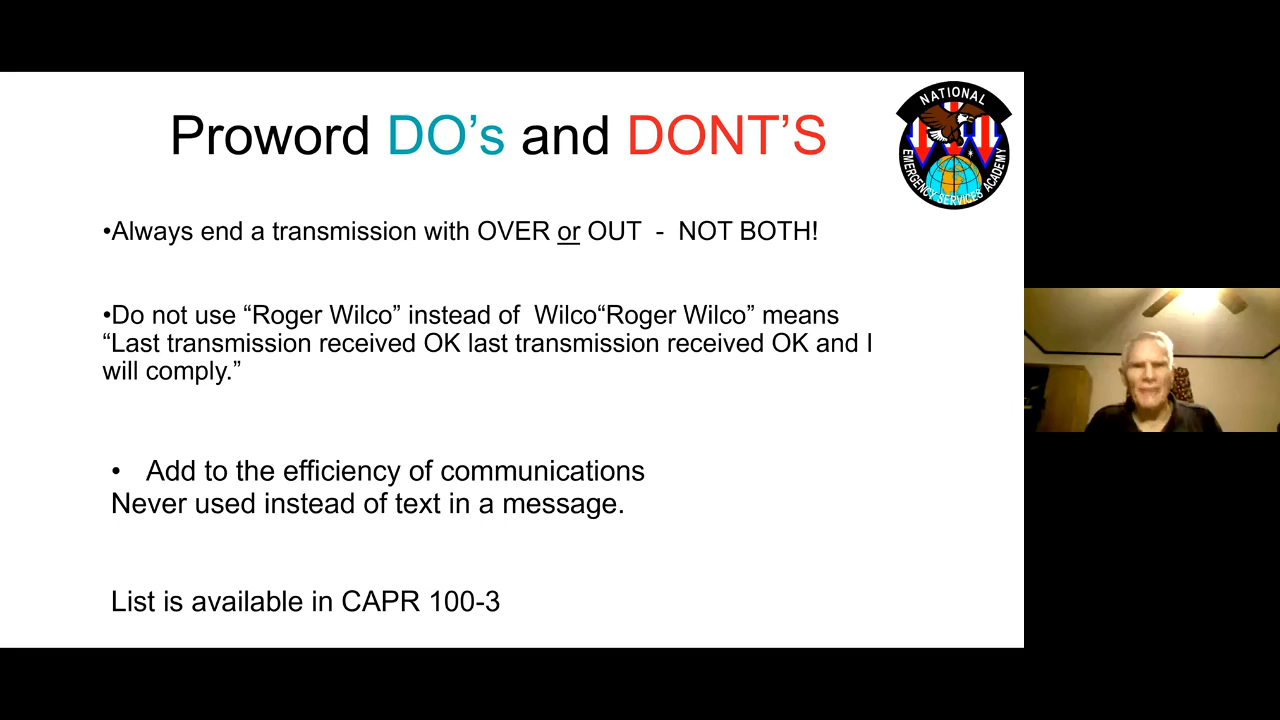 Proword DO’s and DONT’S
NATIONAL
EMERGENCY SERVICES ACADEMY
•Always end a transmission with OVER or OUT - NOT BOTH!
•Do not use “Roger Wilco” instead of Wilco“Roger Wilco” means
“Last transmission received OK last transmission received OK and I
will comply.”
• Add to the efficiency of communications
Never used instead of text in a message.
List is available in CAPR 100-3